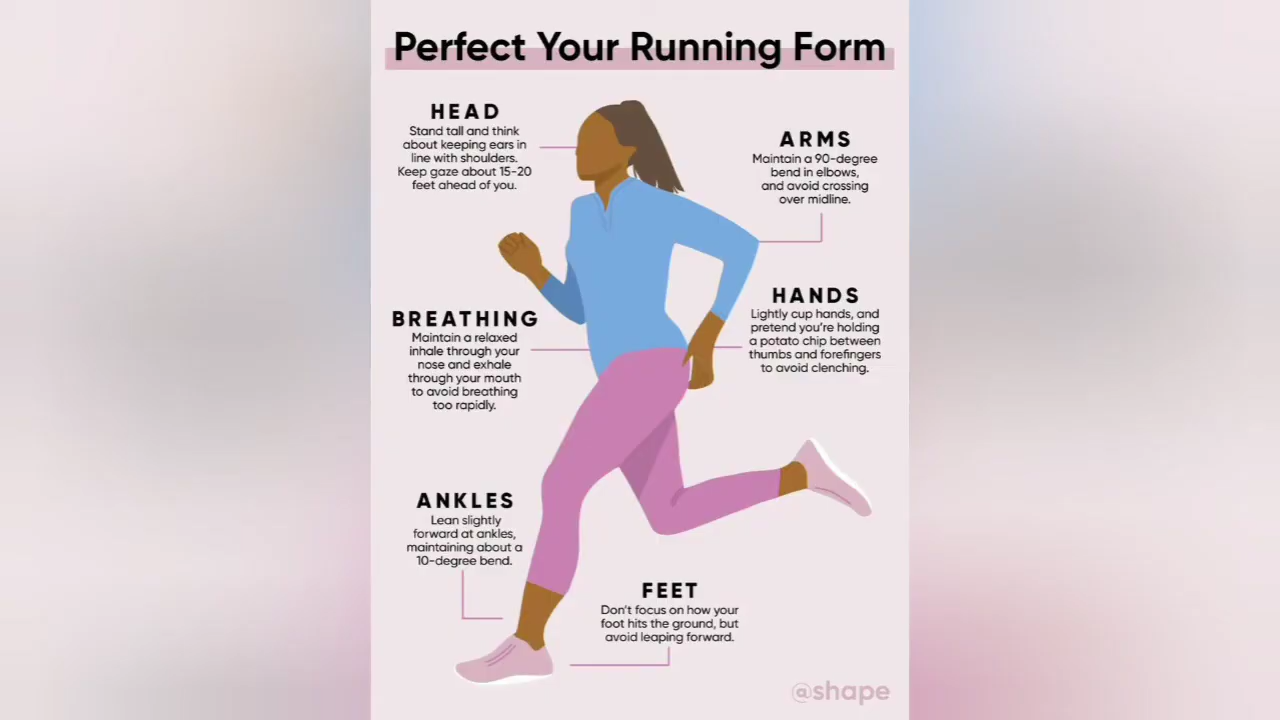 Perfect Your Running Form
HEAD
Stand tall and think
about keeping ears in
line with shoulders.
Keep gaze about 15-20
feet ahead of you.
ARMS
Maintain a 90-degree
bend in elbows,
and avoid crossing
over midline.
HANDS
Lightly cup hands, and
pretend you're holding
a potato chip between
thumbs and forefingers
to avoid clenching.
BREATHING
Maintain a relaxed
inhale through your
nose and exhale
through your mouth
to avoid breathing
too rapidly.
ANKLES
Lean slightly
forward at ankles,
maintaining about a
10-degree bend.
FEET
Don't focus on how your
foot hits the ground, but
avoid leaping forward.
@shape